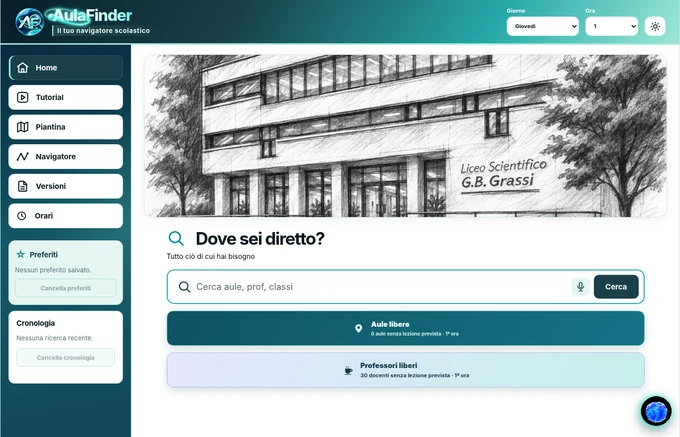 AulaFinder
Il tuo navigatore scolastico
Giorno
Giovedì
Ora
1
Home
Tutorial
Piantina
Navigatore
Versioni
Orari
Preferiti
Nessun preferito salvato.
Cancella preferiti
Cronologia
Nessuna ricerca recente.
Cancella cronologia
Liceo Scientifico
G.B. Grassi
Dove sei diretto?
Tutto ciò di cui hai bisogno
Cerca aule, prof, classi
Cerca
Aule libere
6 aule senza lezione prevista · 1ª ora
Professori liberi
30 docenti senza lezione prevista · 1ª ora